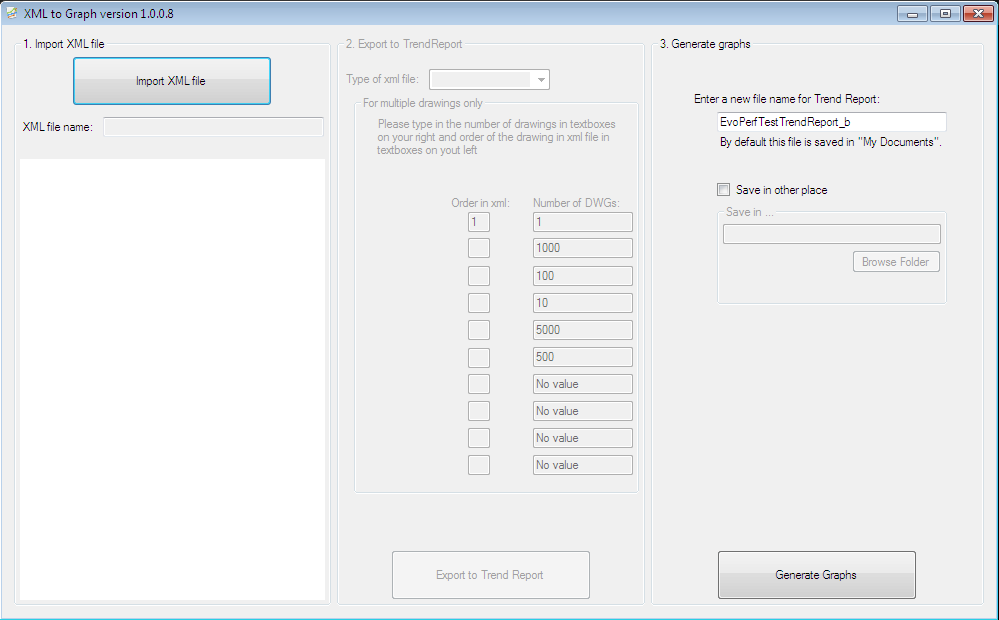 XML to Graph version 1.0.0.8
1. Import XML file
Import XML file
XML file name:
2. Export to TrendReport
Type of xml file:
For multiple drawings only
Please type in the number of drawings in textboxes
on your right and order of the drawing in xml file in
textboxes on yout left
Order in xml: Number of DWGs:
1 1
1000
100
10
5000
500
No value
No value
No value
No value
Export to Trend Report
3. Generate graphs
Enter a new file name for Trend Report:
EvoPerfTestTrendReport_b
By default this file is saved in "My Documents".
Save in other place
Save in ...
Browse Folder
Generate Graphs